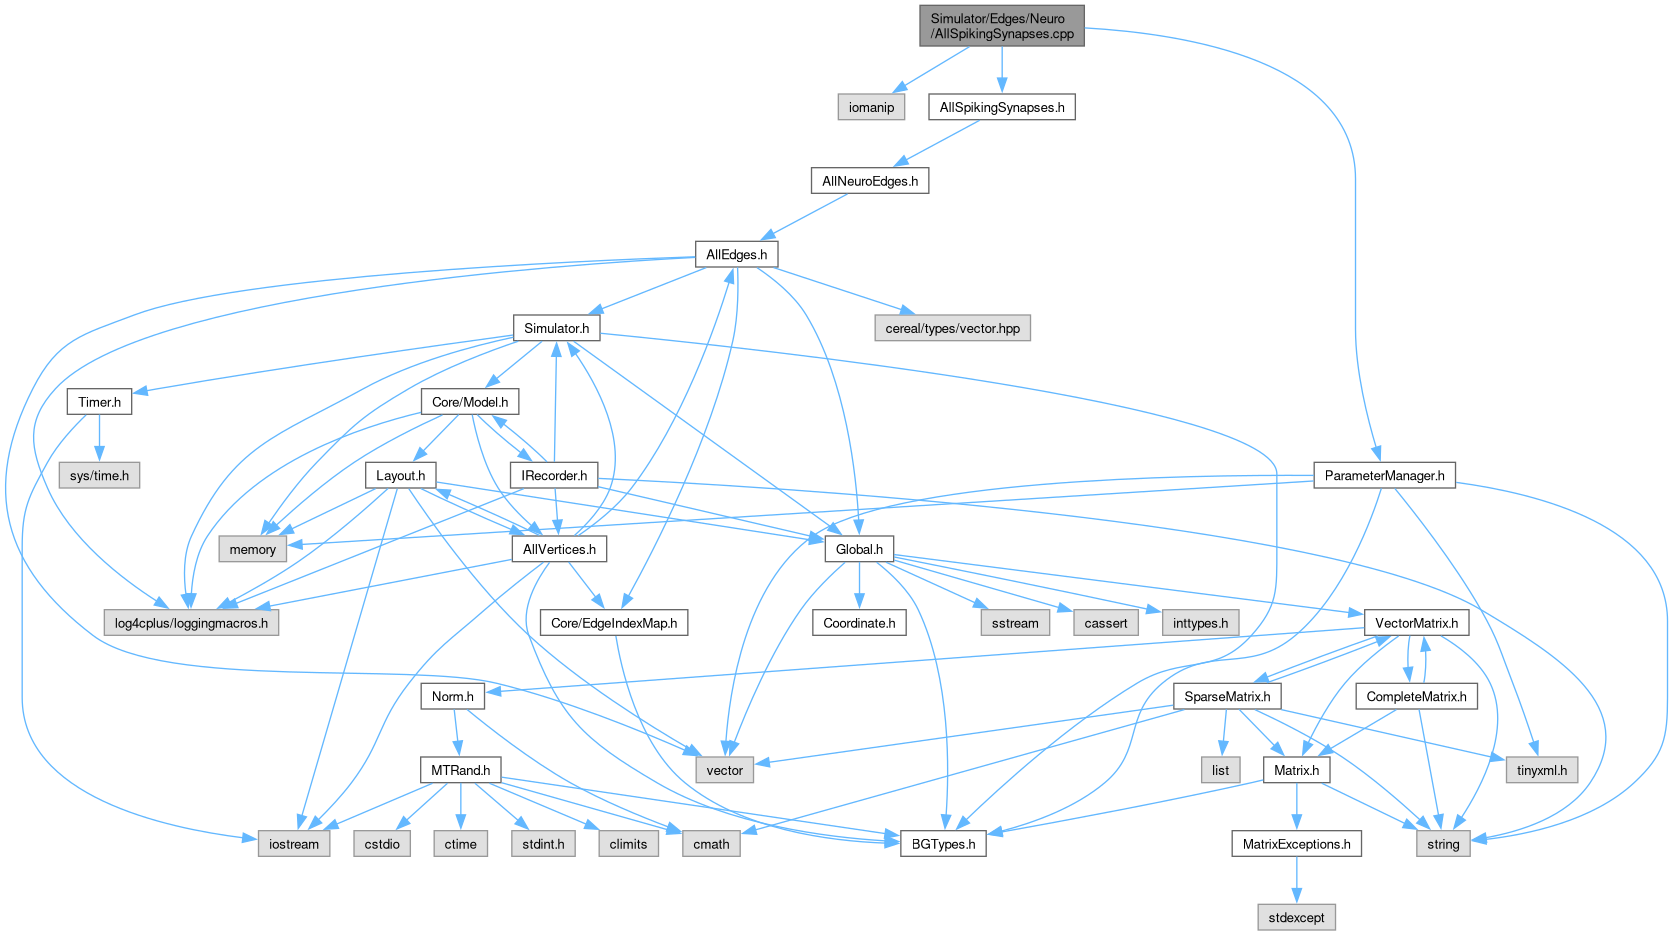 Simulator/Edges/Neuro
/AllSpikingSynapses.cpp
iomanip
AllSpikingSynapses.h
AllNeuroEdges.h
AllEdges.h
Simulator.h
cereal/types/vector.hpp
Timer.h
Core/Model.h
sys/time.h
Layout.h
IRecorder.h
ParameterManager.h
memory
AllVertices.h
Global.h
log4cplus/loggingmacros.h
Core/EdgeIndexMap.h
Coordinate.h
sstream
cassert
inttypes.h
VectorMatrix.h
Norm.h
SparseMatrix.h
CompleteMatrix.h
MTRand.h
vector
list
Matrix.h
tinyxml.h
iostream
cstdio
ctime
stdint.h
climits
cmath
BGTypes.h
MatrixExceptions.h
string
stdexcept